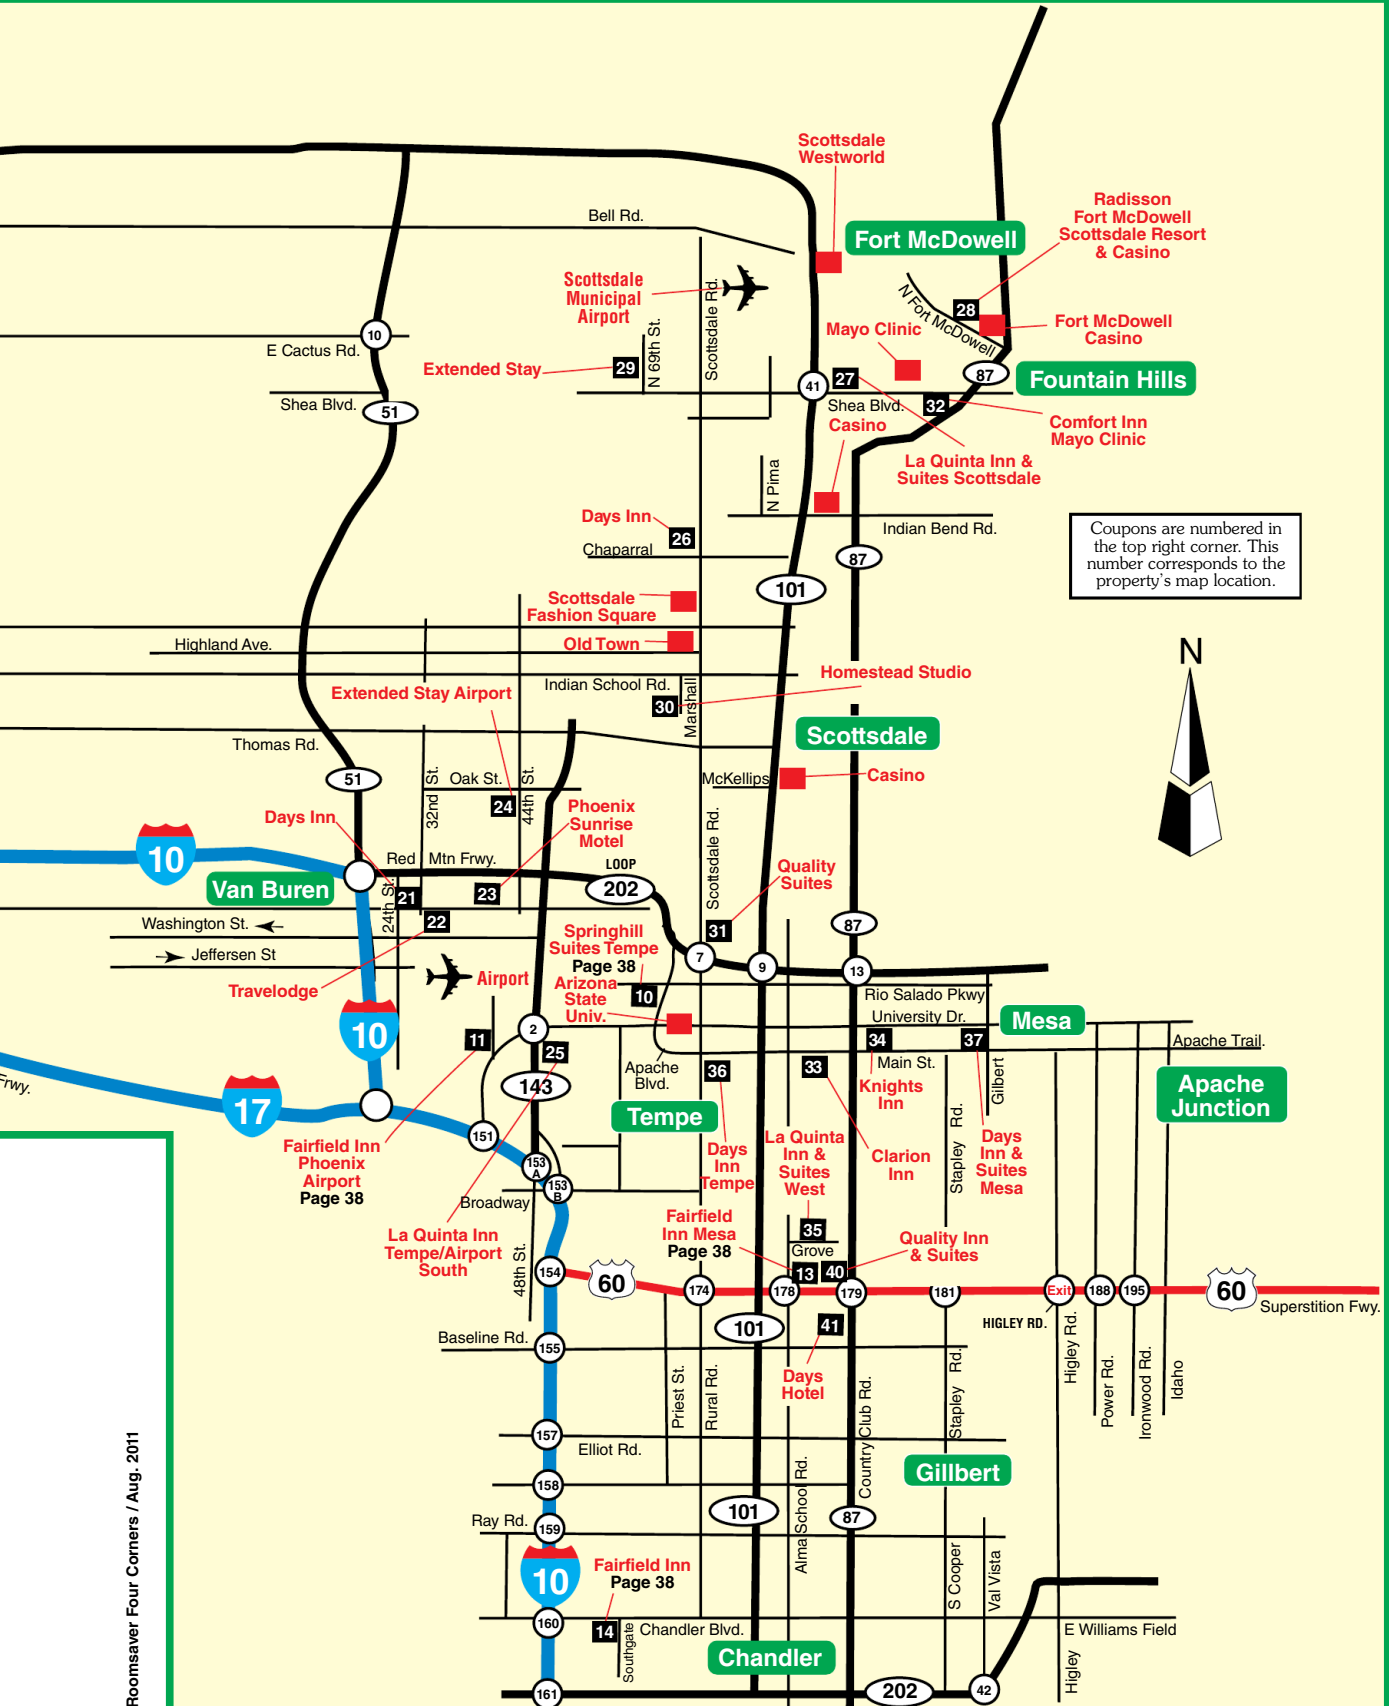 Scottsdale
Westworld
Radisson
Fort McDowell
Scottsdale Resort
& Casino
Bell Rd.
Fort McDowell
Scottsdale
Municipal
Airport
Scottsdale Rd.
N Fort McDowell
28
Fort McDowell
Casino
Mayo Clinic
N 69th St.
10
E Cactus Rd.
Extended Stay
29
87
Fountain Hills
41
27
Shea Blvd.
51
Shea Blvd.
32
Casino
Comfort Inn
Mayo Clinic
La Quinta Inn &
Suites Scottsdale
N Pima
Days Inn
26
Indian Bend Rd.
Chaparral
87
Coupons are numbered in
the top right corner. This
number corresponds to the
property's map location.
101
Scottsdale
Fashion Square
Highland Ave.
Old Town
N
Homestead Studio
Extended Stay Airport
Indian School Rd.
30
Marshall
Scottsdale
Thomas Rd.
51
32nd St.
Oak St.
44th St.
McKellips
Casino
24
Days Inn
Phoenix
Sunrise
Motel
Scottsdale Rd.
10
Red Mtn Frwy.
LOOP
202
Quality
Suites
Van Buren
24th St.
21
23
22
Washington St.
31
87
Springhill
Suites Tempe
Page 38
Jeffersen St
7
9
13
Airport
Travelodge
Arizona
State
Univ.
10
Rio Salado Pkwy
University Dr.
Mesa
10
11
2
25
34
37
Apache Trail.
Main St.
Apache
Blvd.
36
33
Knights
Inn
Gilbert
143
Apache
Junction
Frwy.
17
Tempe
Stapley Rd.
151
Fairfield Inn
Phoenix
Airport
Page 38
Days
Inn
Tempe
La Quinta
Inn &
Suites
West
Clarion
Inn
Days
Inn &
Suites
Mesa
153
A
153
B
Broadway
La Quinta Inn
Tempe/Airport
South
Fairfield
Inn Mesa
Page 38
35
Grove
Quality Inn
& Suites
48th St.
154
60
174
178
13
40
179
181
Exit
188
195
60
Superstition Fwy.
HIGLEY RD.
101
41
Baseline Rd.
155
Days
Hotel
Priest St.
Rural Rd.
Country Club Rd.
Stapley Rd.
Higley Rd.
Power Rd.
Ironwood Rd.
Idaho
157
Elliot Rd.
Gillbert
158
Alma School Rd.
101
87
Ray Rd.
159
10
Fairfield Inn
Page 38
S Cooper
Val Vista
160
14
Southgate
Chandler Blvd.
E Williams Field
Chandler
Higley
161
202
42
Roomsaver Four Corners / Aug. 2011